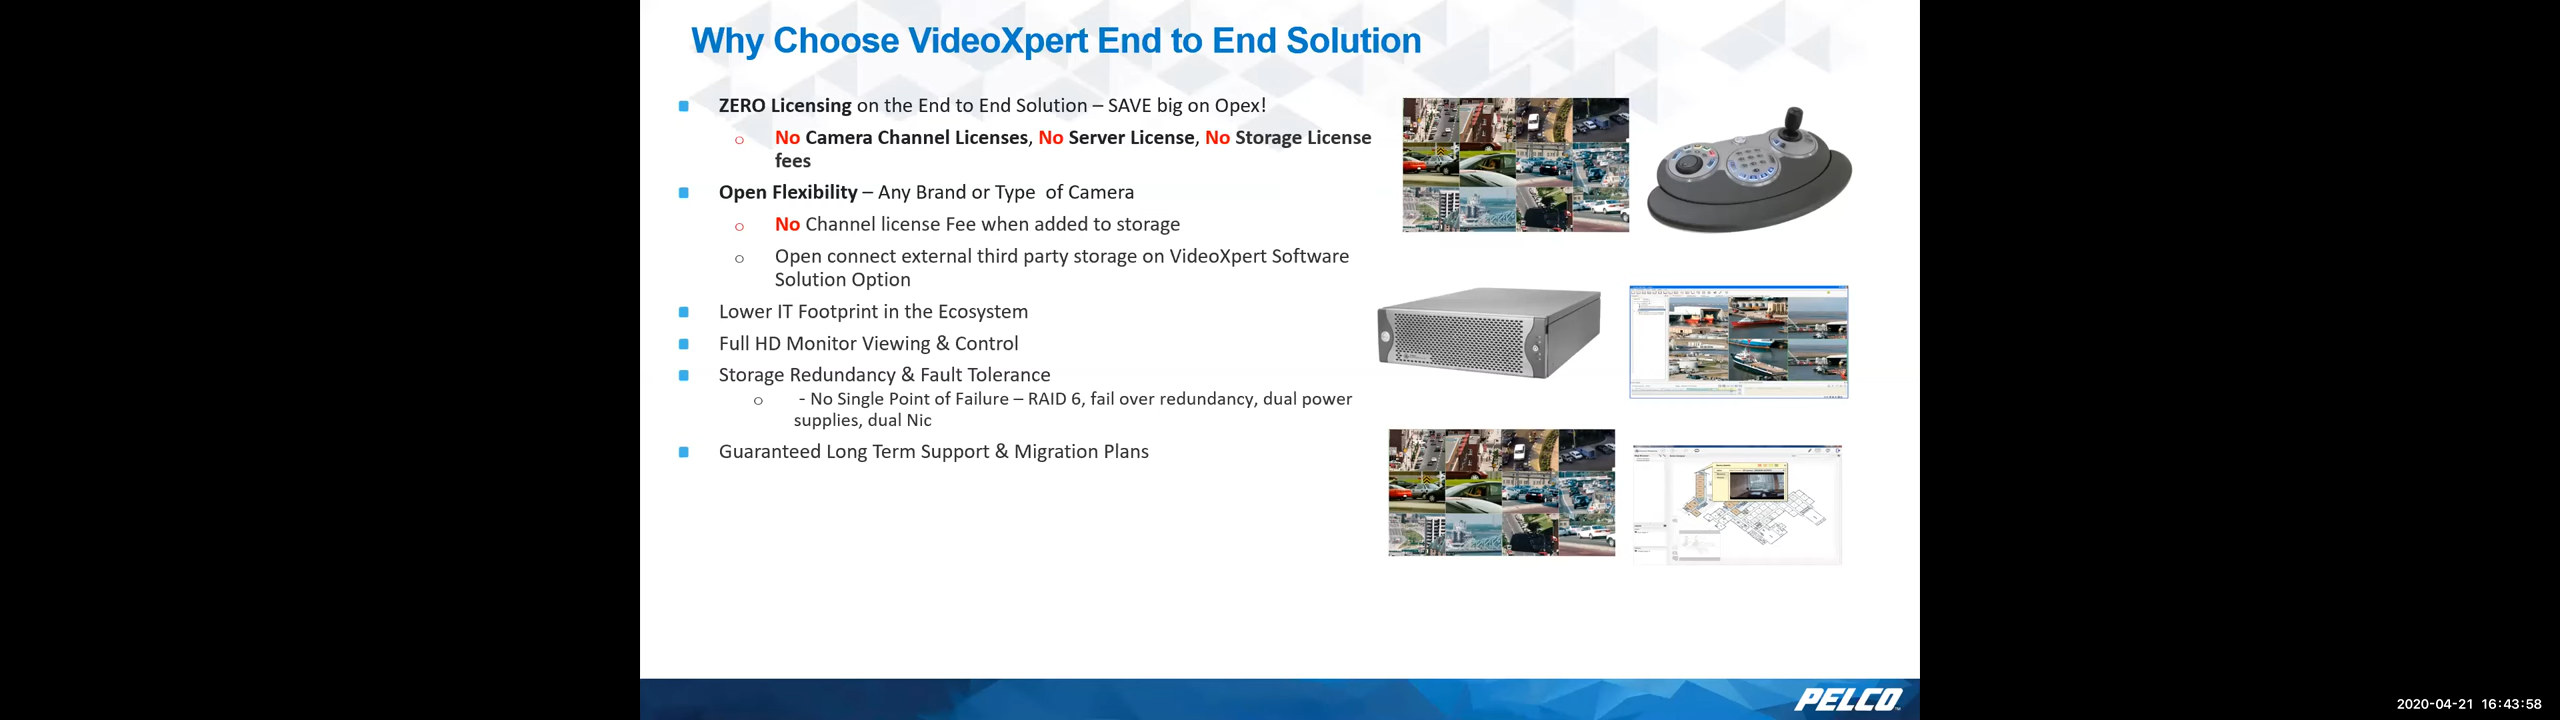 Why Choose VideoXpert End to End Solution
ZERO Licensing on the End to End Solution – SAVE big on Opex!
No Camera Channel Licenses, No Server License, No Storage License
fees
Open Flexibility – Any Brand or Type  of Camera
No Channel license Fee when added to storage
Open connect external third party storage on VideoXpert Software
Solution Option
Lower IT Footprint in the Ecosystem
Full HD Monitor Viewing & Control
Storage Redundancy & Fault Tolerance
- No Single Point of Failure – RAID 6, fail over redundancy, dual power
supplies, dual Nic
Guaranteed Long Term Support & Migration Plans
PELCO
2020-04-21 16:43:58